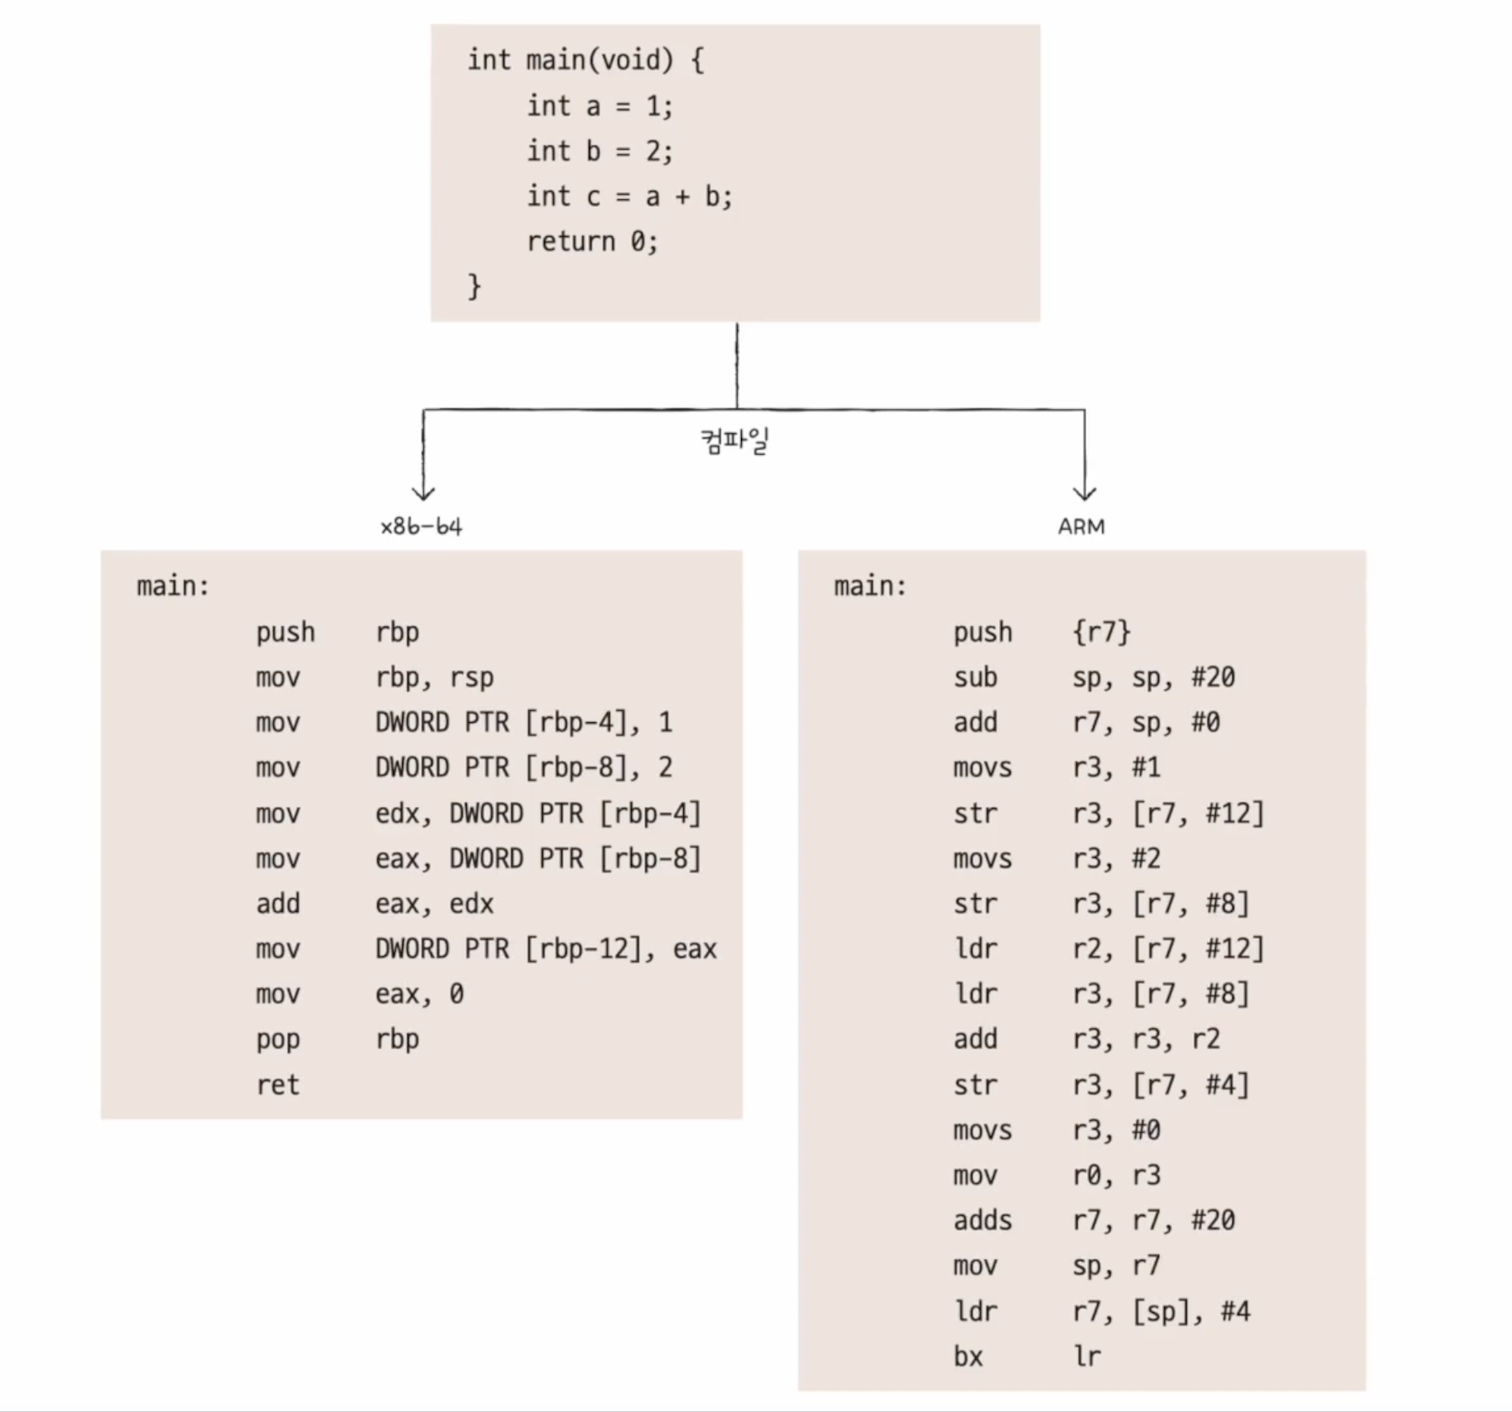 int main(void) {
    int a = 1;
    int b = 2;
    int c = a + b;
    return 0;
}
컴파일
x86-64
main:
        push    rbp
        mov     rbp, rsp
        mov     DWORD PTR [rbp-4], 1
        mov     DWORD PTR [rbp-8], 2
        mov     edx, DWORD PTR [rbp-4]
        mov     eax, DWORD PTR [rbp-8]
        add     eax, edx
        mov     DWORD PTR [rbp-12], eax
        mov     eax, 0
        pop     rbp
        ret
ARM
main:
        push    {r7}
        sub     sp, sp, #20
        add     r7, sp, #0
        movs    r3, #1
        str     r3, [r7, #12]
        movs    r3, #2
        str     r3, [r7, #8]
        ldr     r2, [r7, #12]
        ldr     r3, [r7, #8]
        add     r3, r3, r2
        str     r3, [r7, #4]
        movs    r3, #0
        mov     r0, r3
        adds    r7, r7, #20
        mov     sp, r7
        ldr     r7, [sp], #4
        bx      lr